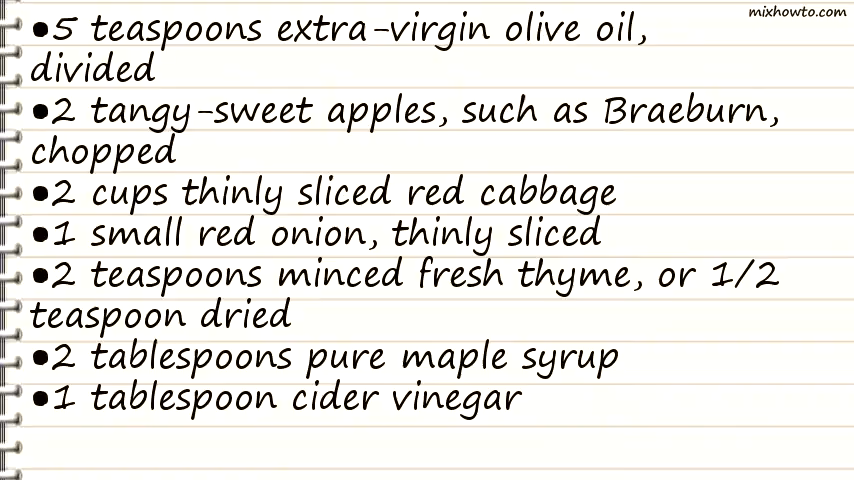 mixhowto.com
•5 teaspoons extra-virgin olive oil,
divided
•2 tangy-sweet apples, such as Braeburn,
chopped
•2 cups thinly sliced red cabbage
•1 small red onion, thinly sliced
•2 teaspoons minced fresh thyme, or 1/2
teaspoon dried
•2 tablespoons pure maple syrup
•1 tablespoon cider vinegar